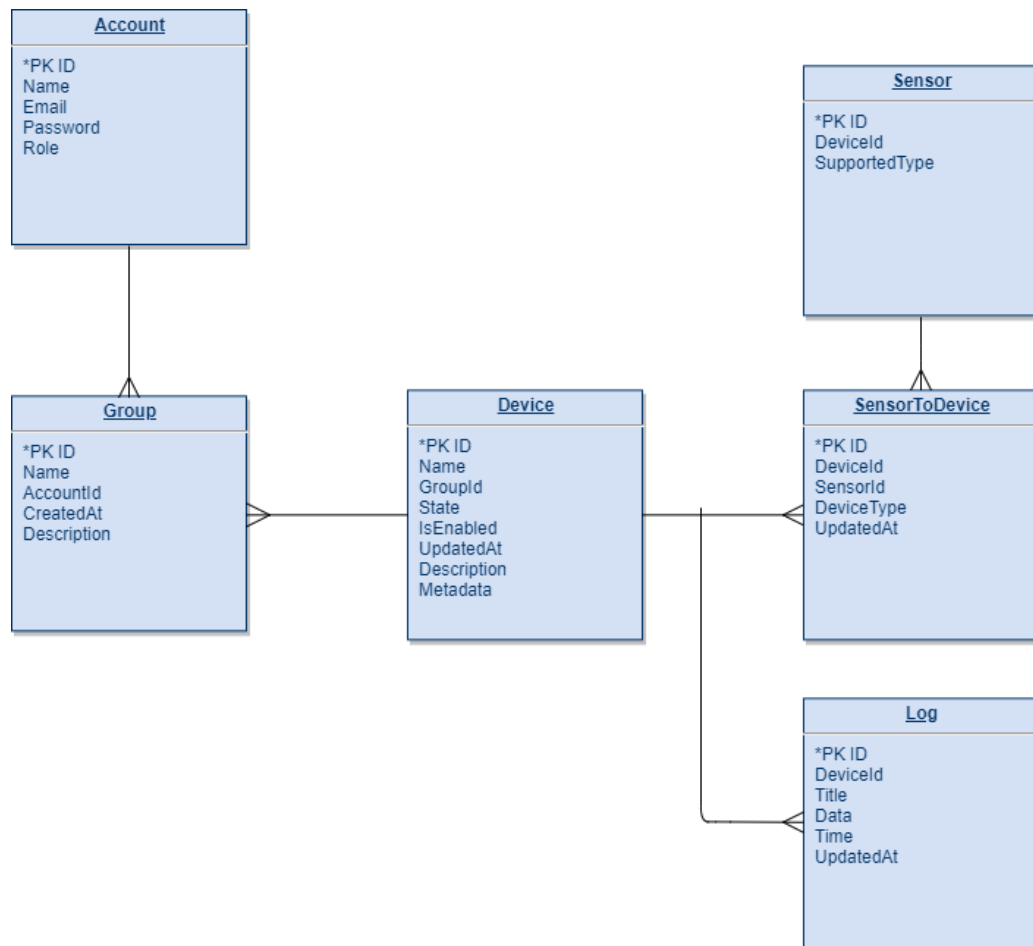 Account
*PK ID
Name
Email
Password
Role
Sensor
*PK ID
DeviceId
SupportedType
Group
*PK ID
Name
AccountId
CreatedAt
Description
Device
*PK ID
Name
GroupId
State
IsEnabled
UpdatedAt
Description
Metadata
SensorToDevice
*PK ID
DeviceId
SensorId
DeviceType
UpdatedAt
Log
*PK ID
DeviceId
Title
Data
Time
UpdatedAt